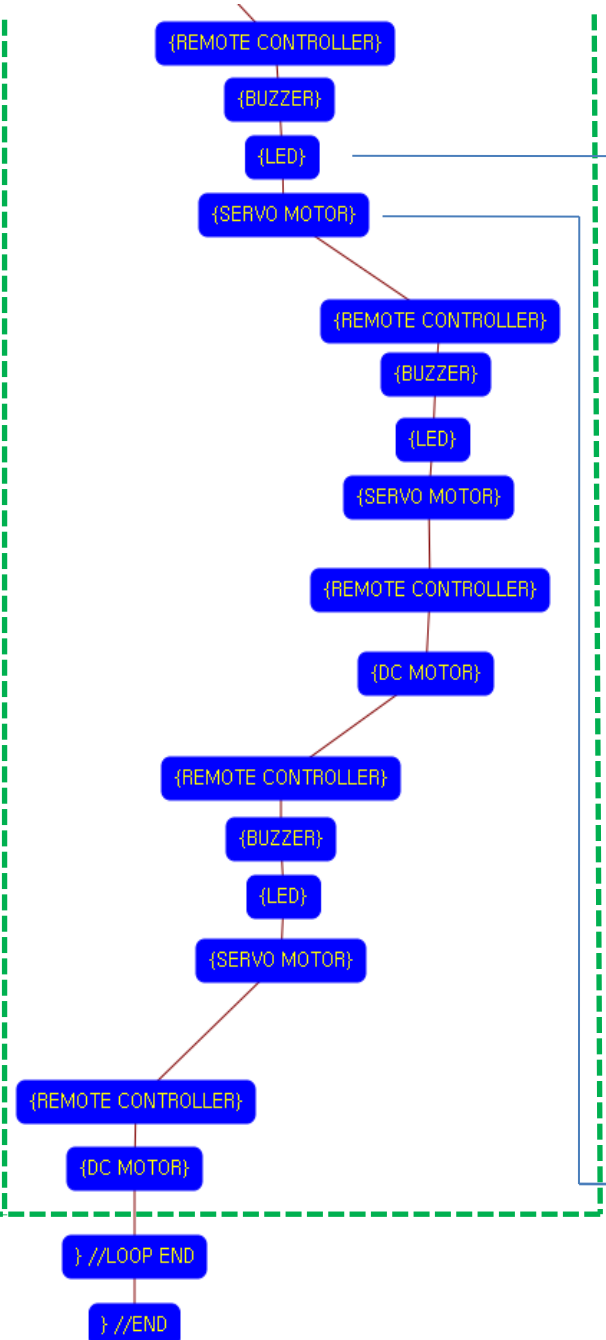 {REMOTE CONTROLLER}
{BUZZER}
{LED}
{SERVO MOTOR}
{REMOTE CONTROLLER}
{BUZZER}
{LED}
{SERVO MOTOR}
{REMOTE CONTROLLER}
{DC MOTOR}
{REMOTE CONTROLLER}
{BUZZER}
{LED}
{SERVO MOTOR}
{REMOTE CONTROLLER}
{DC MOTOR}
} //LOOP END
} //END